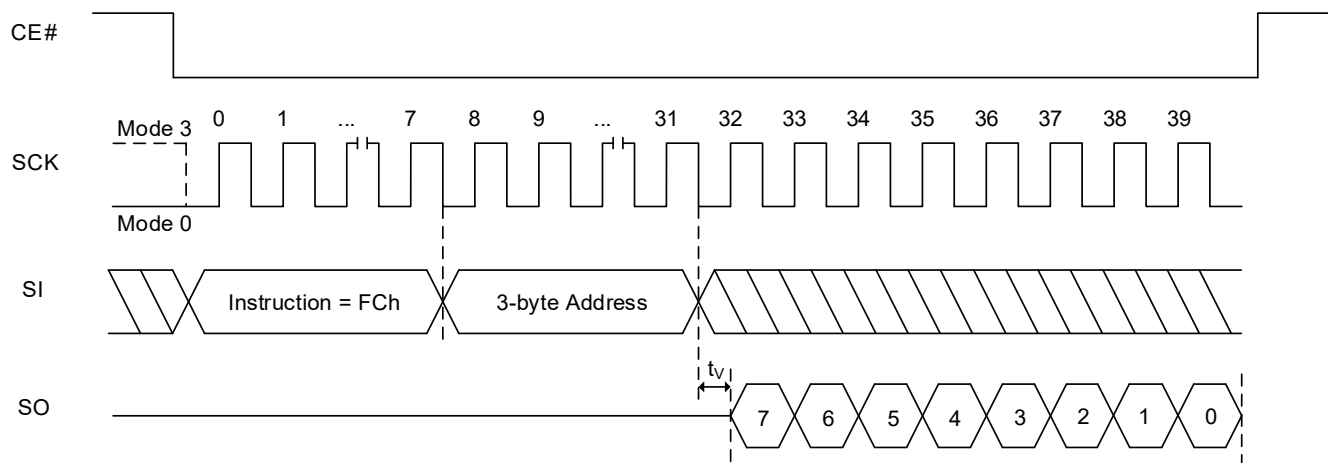 CE#
0 1 ... 7 8 9 ... 31 32 33 34 35 36 37 38 39
Mode 3
SCK
Mode 0
SI
Instruction = FCh
3-byte Address
tV
SO
7 6 5 4 3 2 1 0